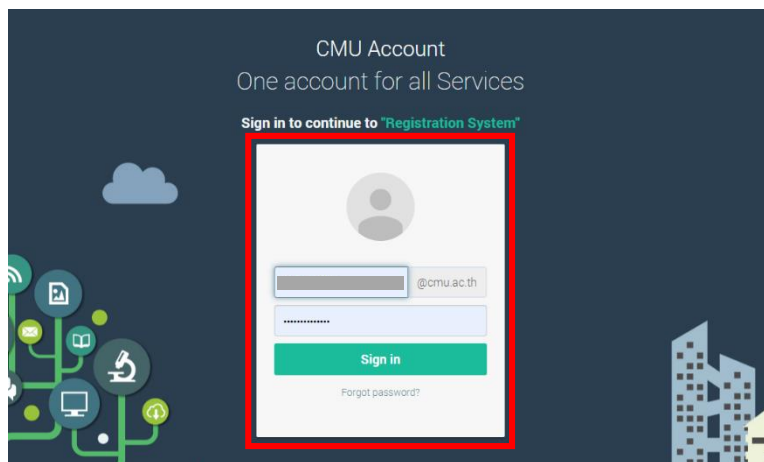 CMU Account
One account for all Services
Sign in to continue to "Registration System"
@cmu.ac.th
Sign in
Forgot password?